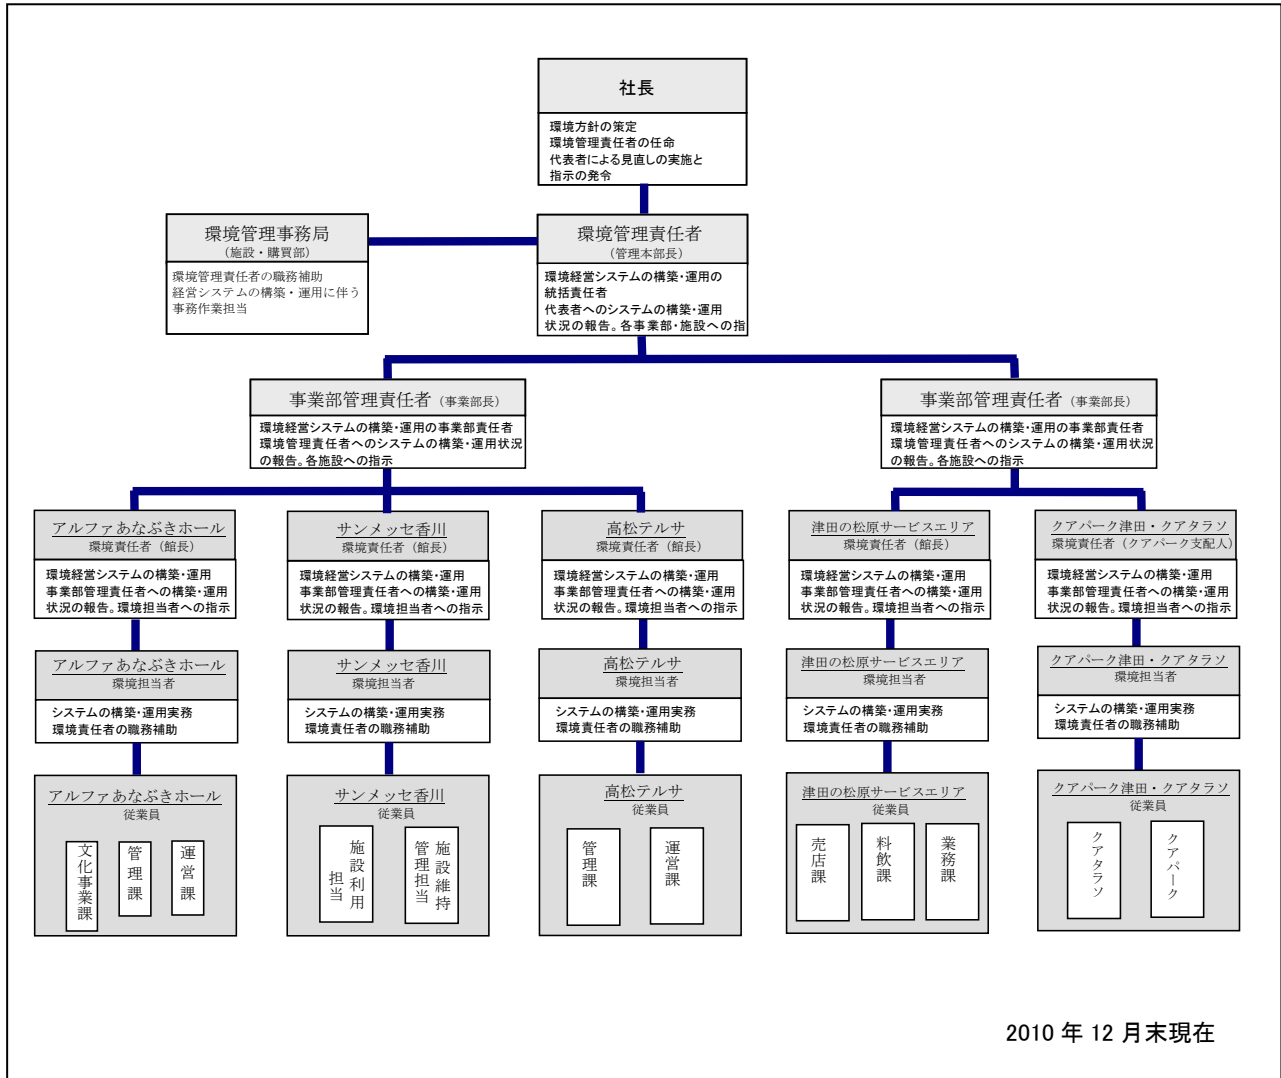 社長
環境方針の策定
環境管理責任者の任命
代表者による見直しの実施と
指示の発令
環境管理事務局
(施設・購買部)
環境管理責任者の職務補助
経営システムの構築・運用に伴う
事務作業担当
環境管理責任者
(管理本部長)
環境経営システムの構築・運用の
統括責任者
代表者へのシステムの構築・運用
状況の報告。各事業部・施設への指
事業部管理責任者(事業部長)
環境経営システムの構築・運用の事業部責任者
環境管理責任者へのシステムの構築・運用状況
の報告。各施設への指示
事業部管理責任者(事業部長)
環境経営システムの構築・運用の事業部責任者
環境管理責任者へのシステムの構築・運用状況
の報告。各施設への指示
アルファあなぶきホール
環境責任者(館長)
環境経営システムの構築・運用
事業部管理責任者への構築・運用
状況の報告。環境担当者への指示
サンメッセ香川
環境責任者(館長)
環境経営システムの構築・運用
事業部管理責任者への構築・運用
状況の報告。環境担当者への指示
高松テルサ
環境責任者(館長)
環境経営システムの構築・運用
事業部管理責任者への構築・運用
状況の報告。環境担当者への指示
津田の松原サービスエリア
環境責任者(館長)
環境経営システムの構築・運用
事業部管理責任者への構築・運用
状況の報告。環境担当者への指示
クアパーク津田・クアタラソ
環境責任者(クアパーク支配人)
環境経営システムの構築・運用
事業部管理責任者への構築・運用
状況の報告。環境担当者への指示
アルファあなぶきホール
環境担当者
システムの構築・運用実務
環境責任者の職務補助
サンメッセ香川
環境担当者
システムの構築・運用実務
環境責任者の職務補助
高松テルサ
環境担当者
システムの構築・運用実務
環境責任者の職務補助
津田の松原サービスエリア
環境担当者
システムの構築・運用実務
環境責任者の職務補助
クアパーク津田・クアタラソ
環境担当者
システムの構築・運用実務
環境責任者の職務補助
アルファあなぶきホール
従業員
文化事業課
管理課
運営課
サンメッセ香川
従業員
施設利用
担当
施設維持
管理担当
高松テルサ
従業員
管理課
運営課
津田の松原サービスエリア
従業員
売店課
料飲課
業務課
クアパーク津田・クアタラソ
従業員
クアタラソ
クアパーク
2010 年 12 月末現在